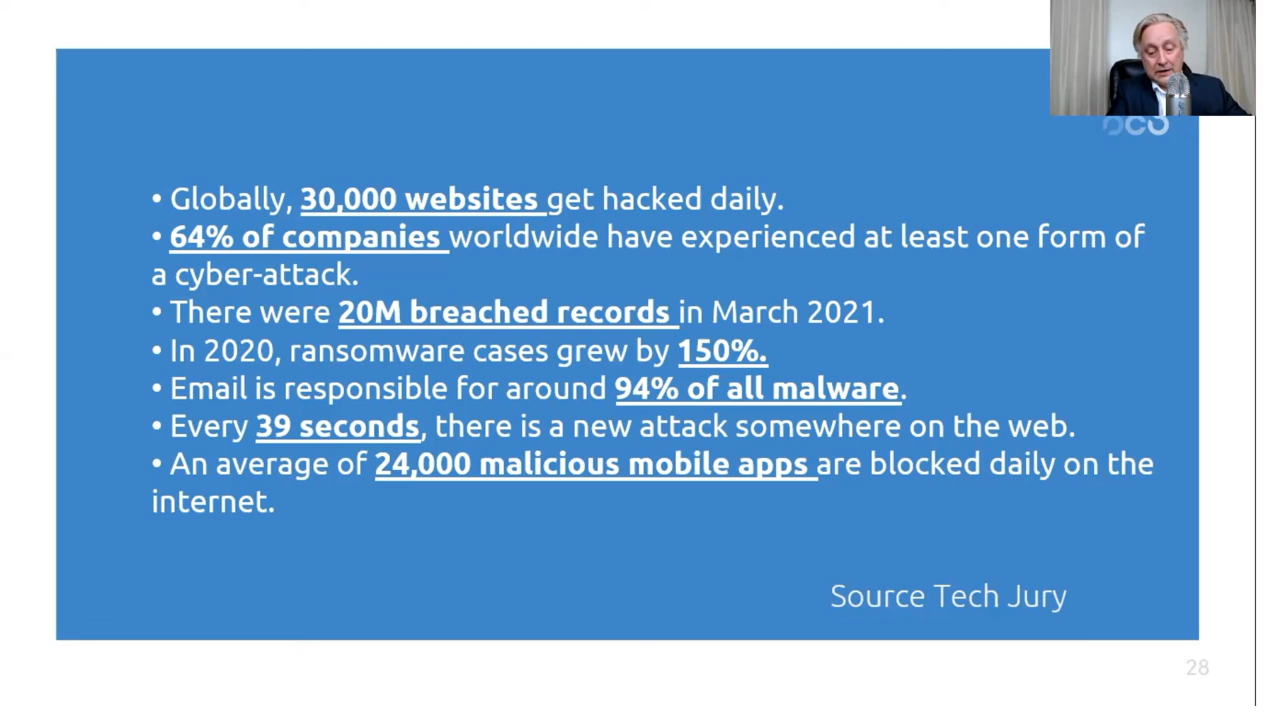 • Globally, 30,000 websites get hacked daily.
• 64% of companies worldwide have experienced at least one form of
a cyber-attack.
• There were 20M breached records in March 2021.
• In 2020, ransomware cases grew by 150%.
• Email is responsible for around 94% of all malware.
• Every 39 seconds, there is a new attack somewhere on the web.
• An average of 24,000 malicious mobile apps are blocked daily on the
internet.
Source Tech Jury
28